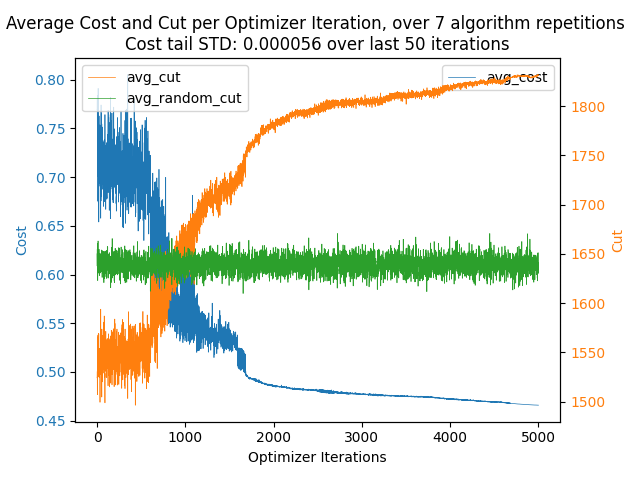 Average Cost and Cut per Optimizer Iteration, over 7 algorithm repetitions
Cost tail STD: 0.000056 over last 50 iterations
avg_cut
avg_random_cut
avg_cost
0.80
0.75
0.70
0.65
0.60
0.55
0.50
0.45
Cost
1800
1750
1700
1650
1600
1550
1500
Cut
0
1000
2000
3000
4000
5000
Optimizer Iterations